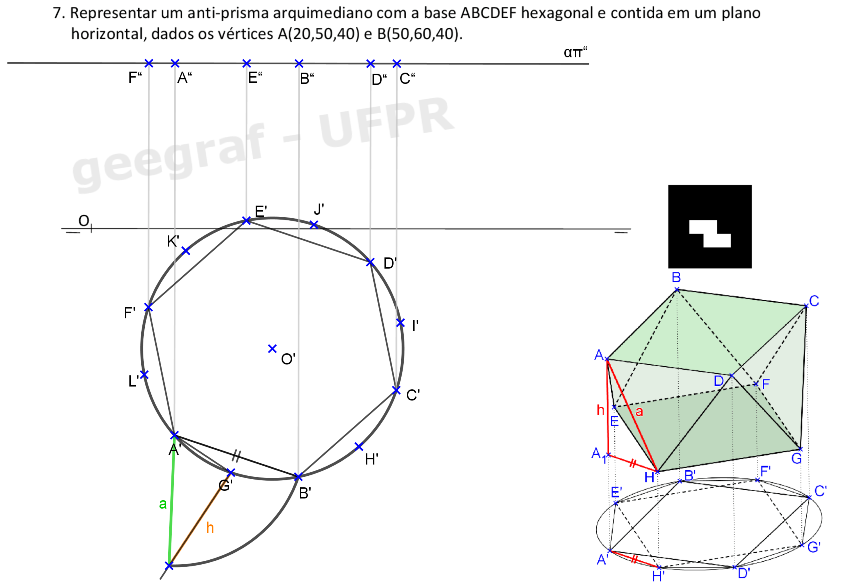 7. Representar um anti-prisma arquimediano com a base ABCDEF hexagonal e contida em um plano
horizontal, dados os vértices A(20,50,40) e B(50,60,40).
απ“
F“ A“ E“ B“ D“ C“
geegraf - UFPR
O
E' J'
K'
D'
F'
I'
O'
L'
C'
A'
H'
G'
B'
a
h
B
C
A
D
F
h
a
E
A₁
G
H
B'
F'
E'
C'
G'
A'
H'
D'